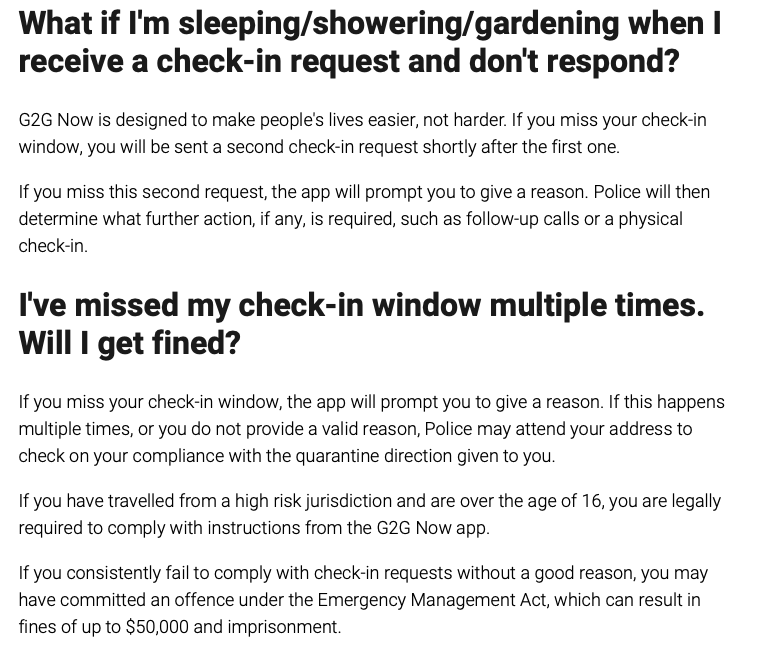 What if I'm sleeping/showering/gardening when I
receive a check-in request and don't respond?
G2G Now is designed to make people's lives easier, not harder. If you miss your check-in
window, you will be sent a second check-in request shortly after the first one.
If you miss this second request, the app will prompt you to give a reason. Police will then
determine what further action, if any, is required, such as follow-up calls or a physical
check-in.
I've missed my check-in window multiple times.
Will I get fined?
If you miss your check-in window, the app will prompt you to give a reason. If this happens
multiple times, or you do not provide a valid reason, Police may attend your address to
check on your compliance with the quarantine direction given to you.
If you have travelled from a high risk jurisdiction and are over the age of 16, you are legally
required to comply with instructions from the G2G Now app.
If you consistently fail to comply with check-in requests without a good reason, you may
have committed an offence under the Emergency Management Act, which can result in
fines of up to $50,000 and imprisonment.